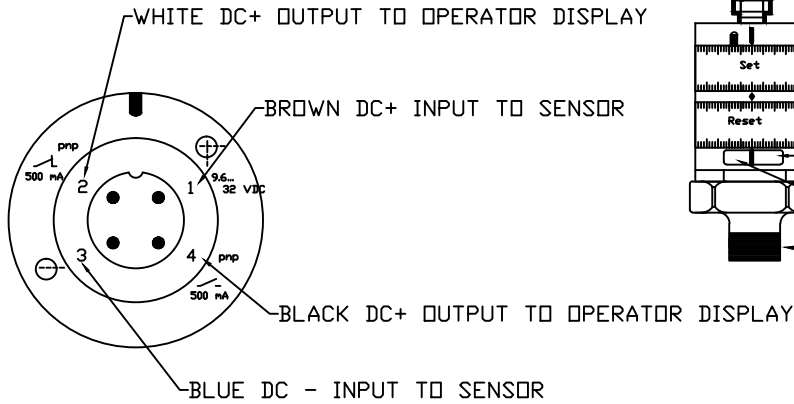 WHITE DC+ OUTPUT TO OPERATOR DISPLAY
Set
BROWN DC+ INPUT TO SENSOR
Reset
pnp
500 mA
2
1
9.6...
32 VDC
3
4
pnp
500 mA
BLACK DC+ OUTPUT TO OPERATOR DISPLAY
BLUE DC - INPUT TO SENSOR